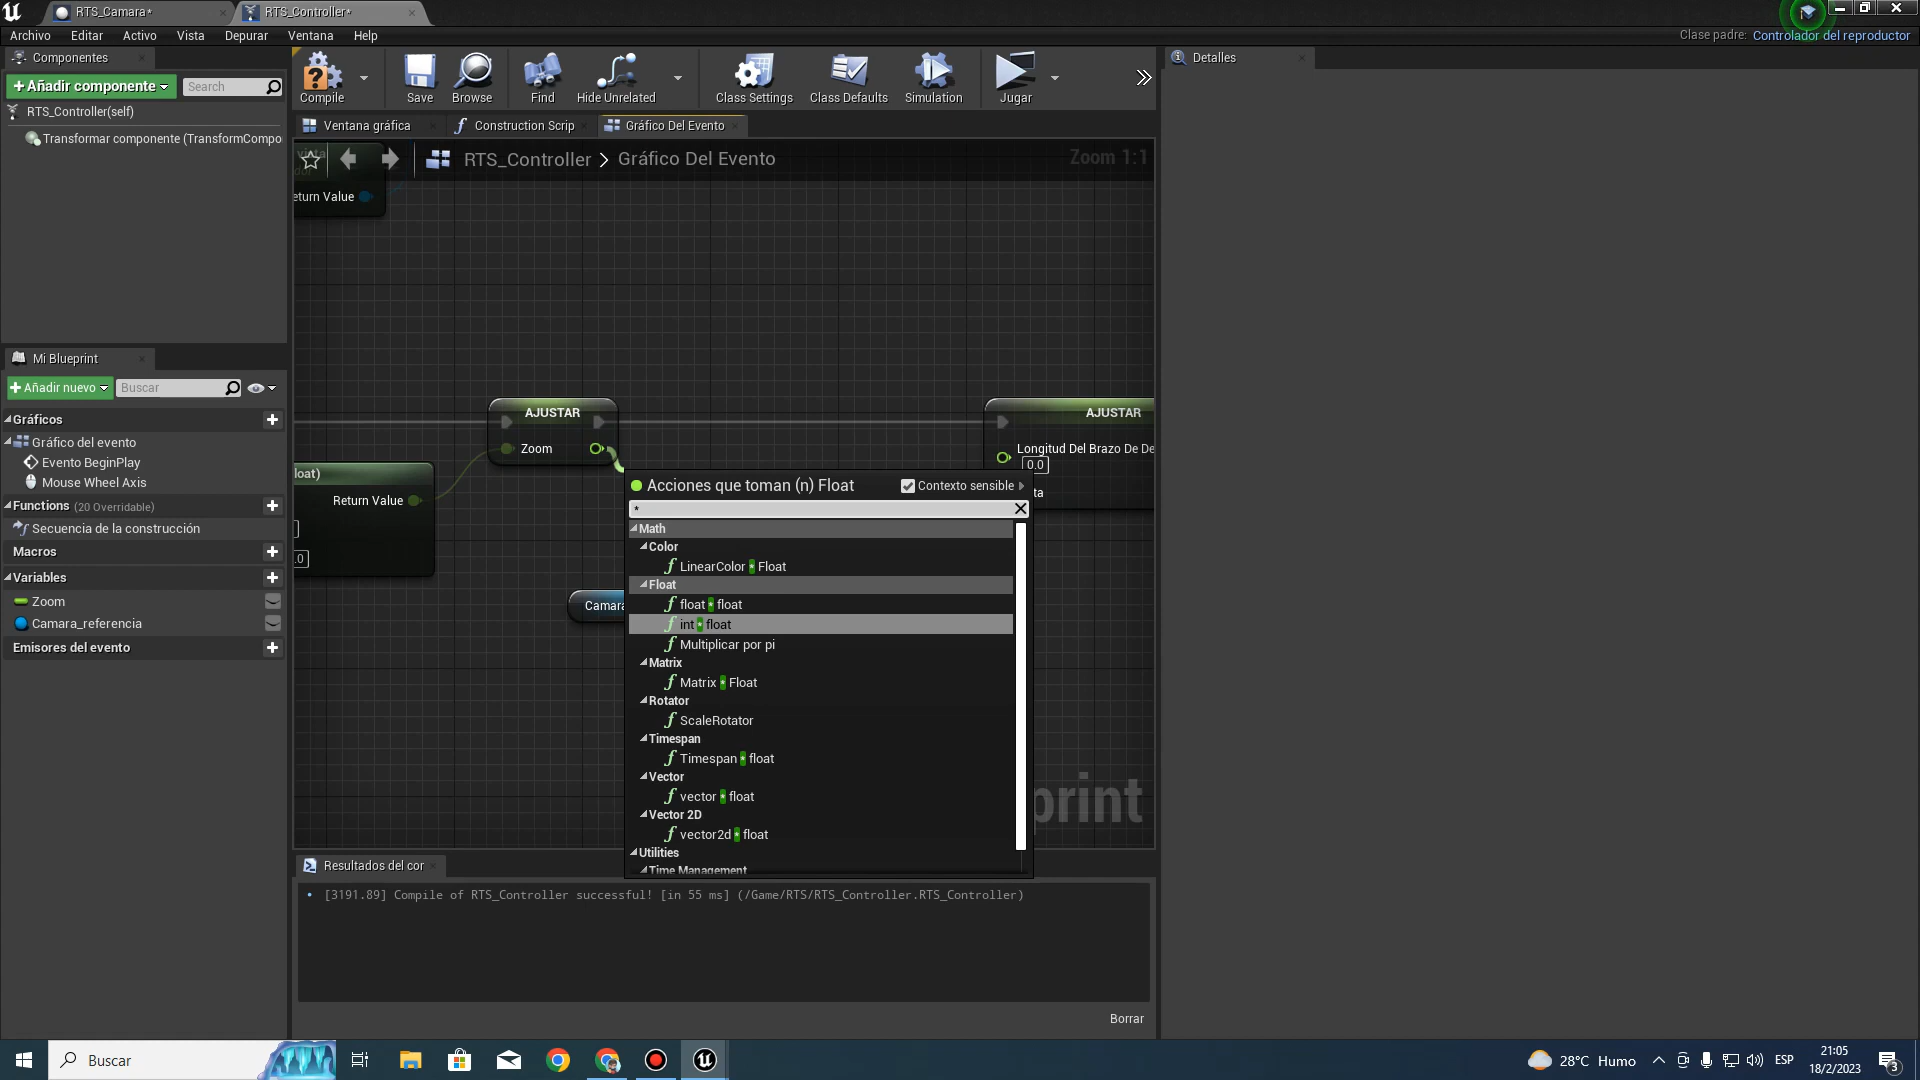 RTS_Camara*
RTS_Controller*
Archivo Editar Activo Vista Depurar Ventana Help
Clase padre: Controlador del reproductor
Componentes
+Añadir componente
Search
RTS_Controller(self)
Transformar componente (TransformCompo
Compile
Save
Browse
Find
Hide Unrelated
Class Settings
Class Defaults
Simulation
Jugar
Detalles
Ventana gráfica
Construction Scrip
Gráfico Del Evento
RTS_Controller > Gráfico Del Evento
Zoom 1:1
eturn Value
Mi Blueprint
+Añadir nuevo
Buscar
Gráficos
Gráfico del evento
Evento BeginPlay
Mouse Wheel Axis
Functions (20 Overridable)
Secuencia de la construcción
Macros
Variables
Zoom
Camara_referencia
Emisores del evento
AJUSTAR
Zoom
AJUSTAR
Longitud Del Brazo De De
0.0
ta
loat)
Return Value
.0
Camara
Acciones que toman (n) Float
Contexto sensible
*
Math
Color
LinearColor * Float
Float
float * float
int * float
Multiplicar por pi
Matrix
Matrix * Float
Rotator
ScaleRotator
Timespan
Timespan * float
Vector
vector * float
Vector 2D
vector2d * float
Utilities
Time Management
print
Resultados del cor
[3191.89] Compile of RTS_Controller successful! [in 55 ms] (/Game/RTS/RTS_Controller.RTS_Controller)
Borrar
Buscar
28°C Humo
ESP
21:05
18/2/2023
3